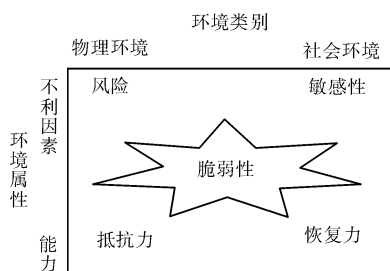 环境类别
物理环境 社会环境
环境属性
不利因素
能力
风险 敏感性
脆弱性
抵抗力 恢复力